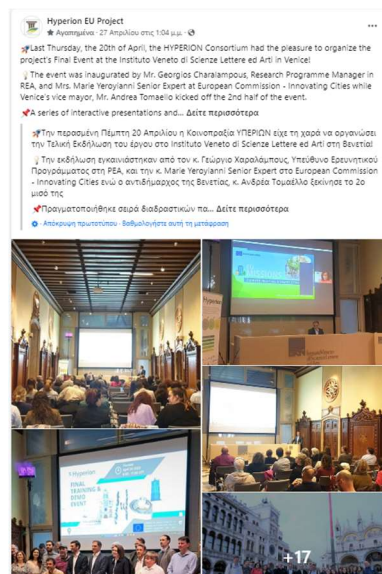 Hyperion EU Project
Αγαπημένα · 27 Απριλίου στις 1:04 μ.μ. ·
Last Thursday, the 20th of April, the HYPERION Consortium had the pleasure to organize the
project's Final Event at the Instituto Veneto di Scienze Lettere ed Arti in Venice!
The event was inaugurated by Mr. Georgios Charalampous, Research Programme Manager in
REA, and Mrs. Marie Yeroyianni Senior Expert at European Commission - Innovating Cities while
Venice's vice mayor, Mr. Andrea Tomaello kicked off the 2nd half of the event.
A series of interactive presentations and... Δείτε περισσότερα
Την περασμένη Πέμπτη 20 Απριλίου η Κοινοπραξία ΥΠΕΡΙΩΝ είχε τη χαρά να οργανώσει
την Τελική Εκδήλωση του έργου στο Instituto Veneto di Scienze Lettere ed Arti στη Βενετία!
Την εκδήλωση εγκαινιάστηκαν από τον κ. Γεώργιο Χαραλάμπους, Υπεύθυνο Ερευνητικού
Προγράμματος στη ΡΕΑ, και την κ. Marie Yeroyianni Senior Expert στο European Commission
- Innovating Cities ενώ ο αντιδήμαρχος της Βενετίας, κ. Ανδρέα Τομαέλλο ξεκίνησε το 2ο
μισό της
Πραγματοποιήθηκε σειρά διαδραστικών πα... Δείτε περισσότερα
· Απόκρυψη πρωτοτύπου · Βαθμολογήστε αυτή τη μετάφραση
Hyperion
FINAL
TRAINING &
DEMO
EVENT
+17